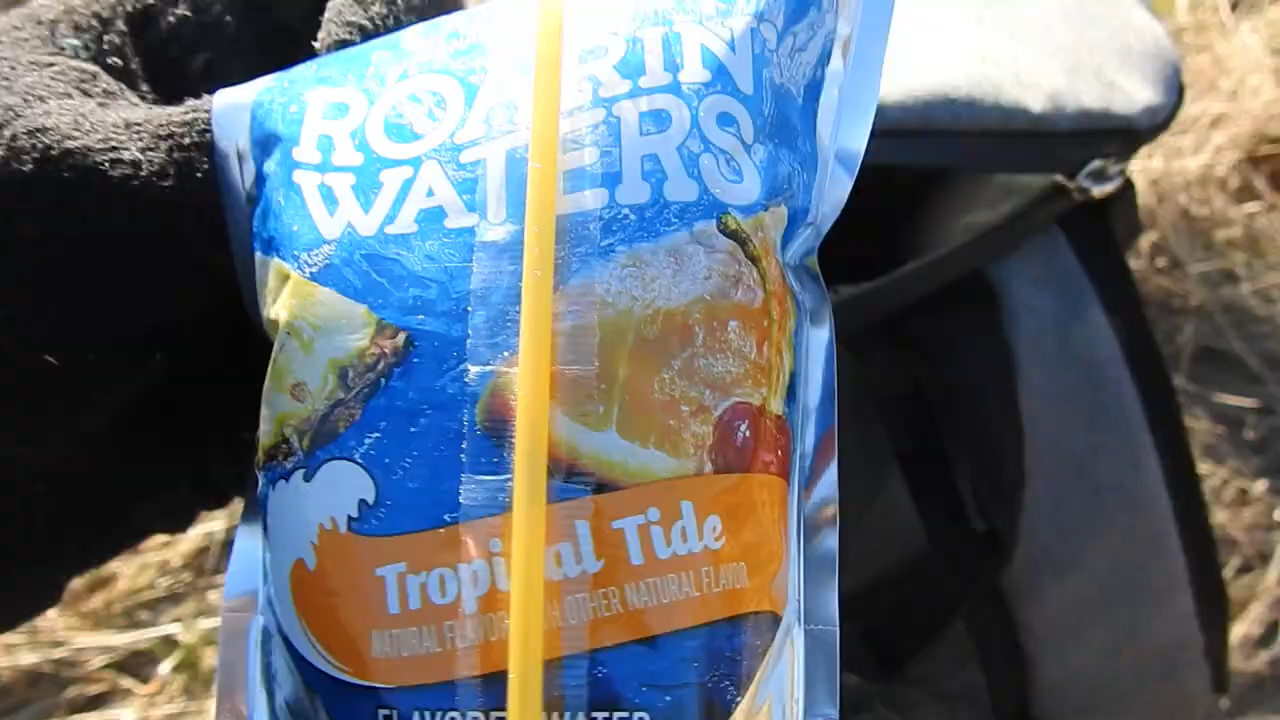 ROARIN'
WATERS
Tropical Tide
NATURAL FLAVOR WITH OTHER NATURAL FLAVOR
FLAVORED WATER